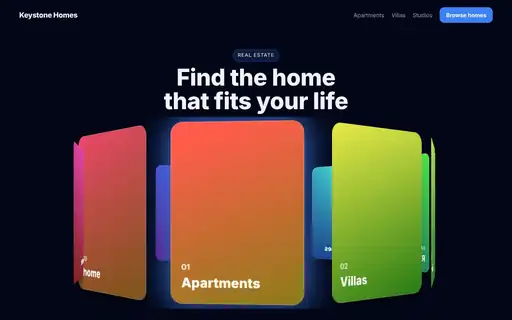 Keystone Homes
Apartments
Villas
Studios
Browse homes
REAL ESTATE
Find the home
that fits your life
home
01
Apartments
02
Villas